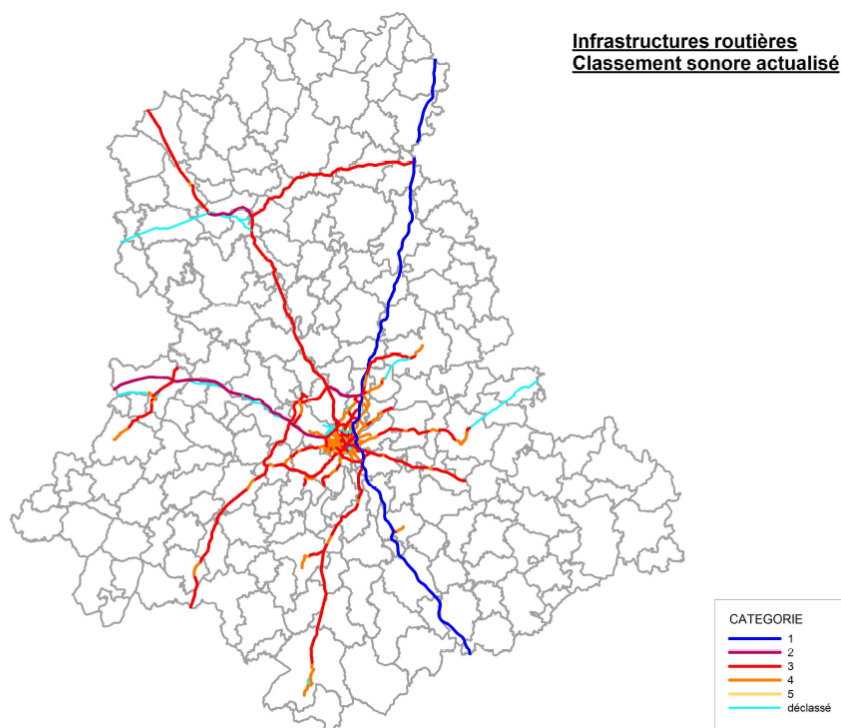 Infrastructures routières
Classement sonore actualisé
CATEGORIE
1
2
3
4
5
déclassé